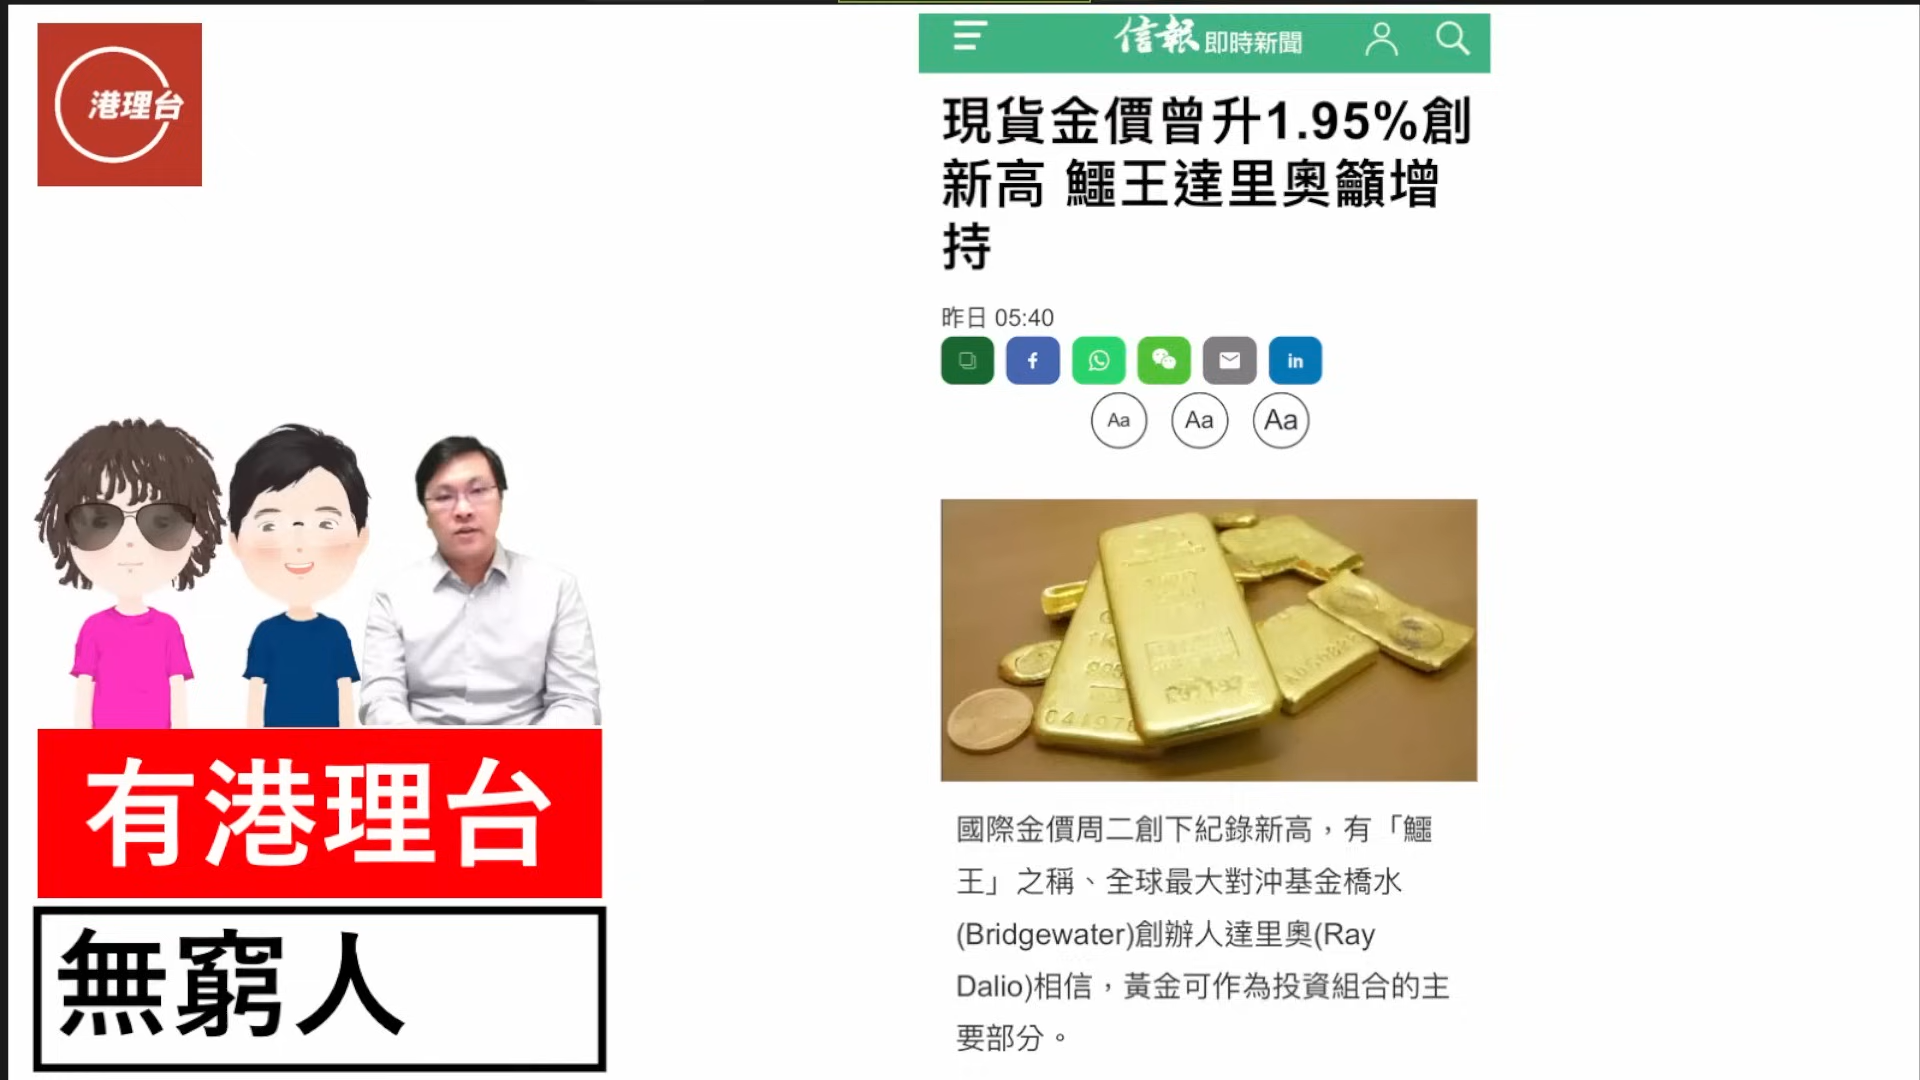 港理台
信報即時新聞
現貨金價曾升1.95%創
新高 鱷王達里奧籲增
持
昨日 05:40
f
in
Aa
Aa
Aa
國際金價周二創下紀錄新高，有「鱷
王」之稱、全球最大對沖基金橋水
(Bridgewater)創辦人達里奧(Ray
Dalio)相信，黃金可作為投資組合的主
要部分。
有港理台
無窮人